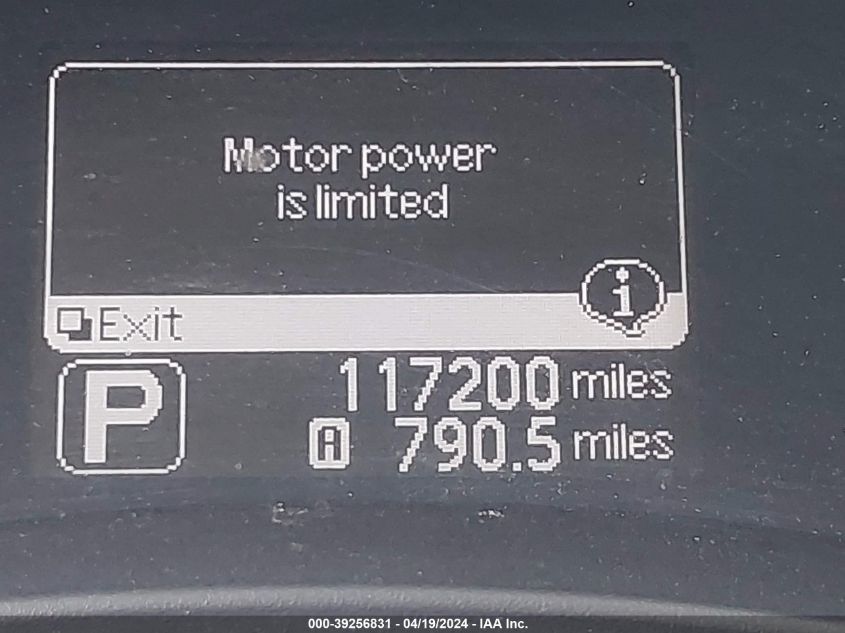 Motor power
is limited
i
Exit
P
117200 miles
A 790.5 miles
000-39256831 - 04/19/2024 - IAA Inc.